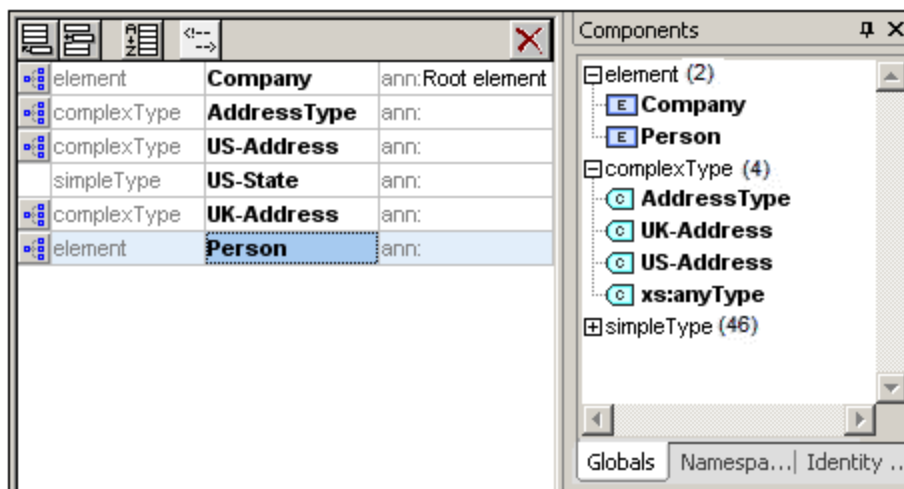 element Company ann:Root element
complexType AddressType ann:
complexType US-Address ann:
simpleType US-State ann:
complexType UK-Address ann:
element Person ann:
Components
element (2)
E Company
E Person
complexType (4)
C AddressType
C UK-Address
C US-Address
C xs:anyType
simpleType (46)
Globals Namespa...| Identity ..